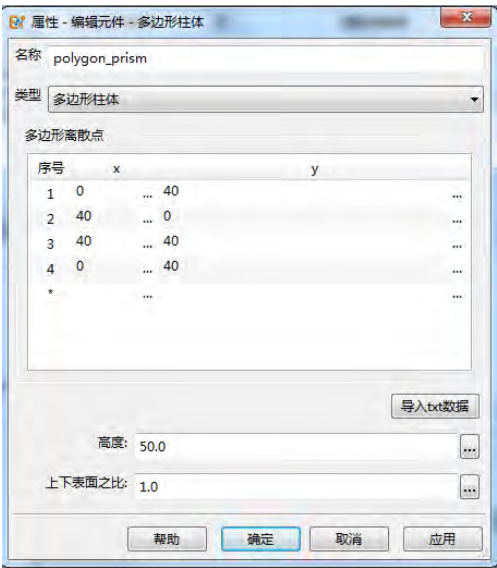 属性 - 编辑元件 - 多边形柱体
名称 polygon_prism
类型 多边形柱体
多边形离散点
序号 x y
1 0 ... 40 ...
2 40 ... 0 ...
3 40 ... 40 ...
4 0 ... 40 ...
* ... ...
导入txt数据
高度: 50.0 ...
上下表面之比: 1.0 ...
帮助 确定 取消 应用